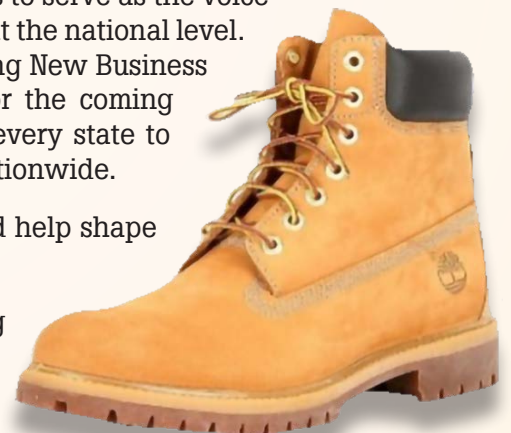 to serve as the voice
t the national level.
ng New Business
r the coming
every state to
tionwide.
d help shape
g